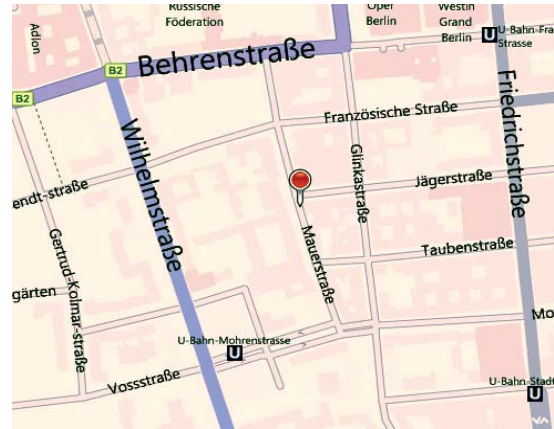 Adlon
Russische
Föderation
Oper
Berlin
Westin
Grand
Berlin
U
U-Bahn-Fra
Strasse
B2
Behrenstraße
B2
Französische Straße
Wilhelmstraße
Glinkastraße
Friedrichstraße
endt-straße
Jägerstraße
Mauerstraße
Gertrud-Kolmar-straße
Taubenstraße
gärten
Mo
U-Bahn-Mohrenstrasse
U
Vossstraße
U-Bahn-Stadt
U